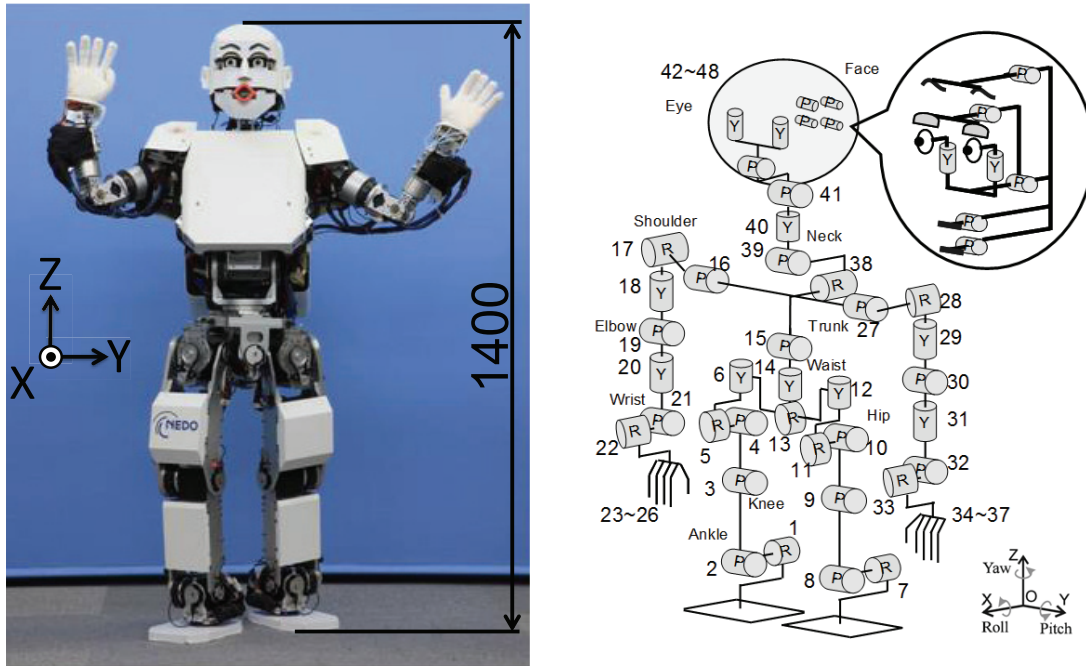 Z
Y
X
1400
NEDO
42~48
Face
Eye
P
P
P
P
P
Y
Y
P
P
41
P
P
Y
Y
P
P
P
40
Y
Neck
39
P
Shoulder
17
R
16
P
38
R
18
Y
P
27
R
28
Trunk
29
Y
Elbow
19
P
15
P
20
Y
14
Waist
6
Y
Y
Y
12
P
30
Y
31
Wrist
21
P
R
22
R
P
R
13
P
Hip
5
4
R
11
10
P
32
R
33
3
P
Knee
9
P
23~26
34~37
Ankle
1
P
R
2
8
P
R
7
Z
Yaw
X
O
Y
Roll
Pitch